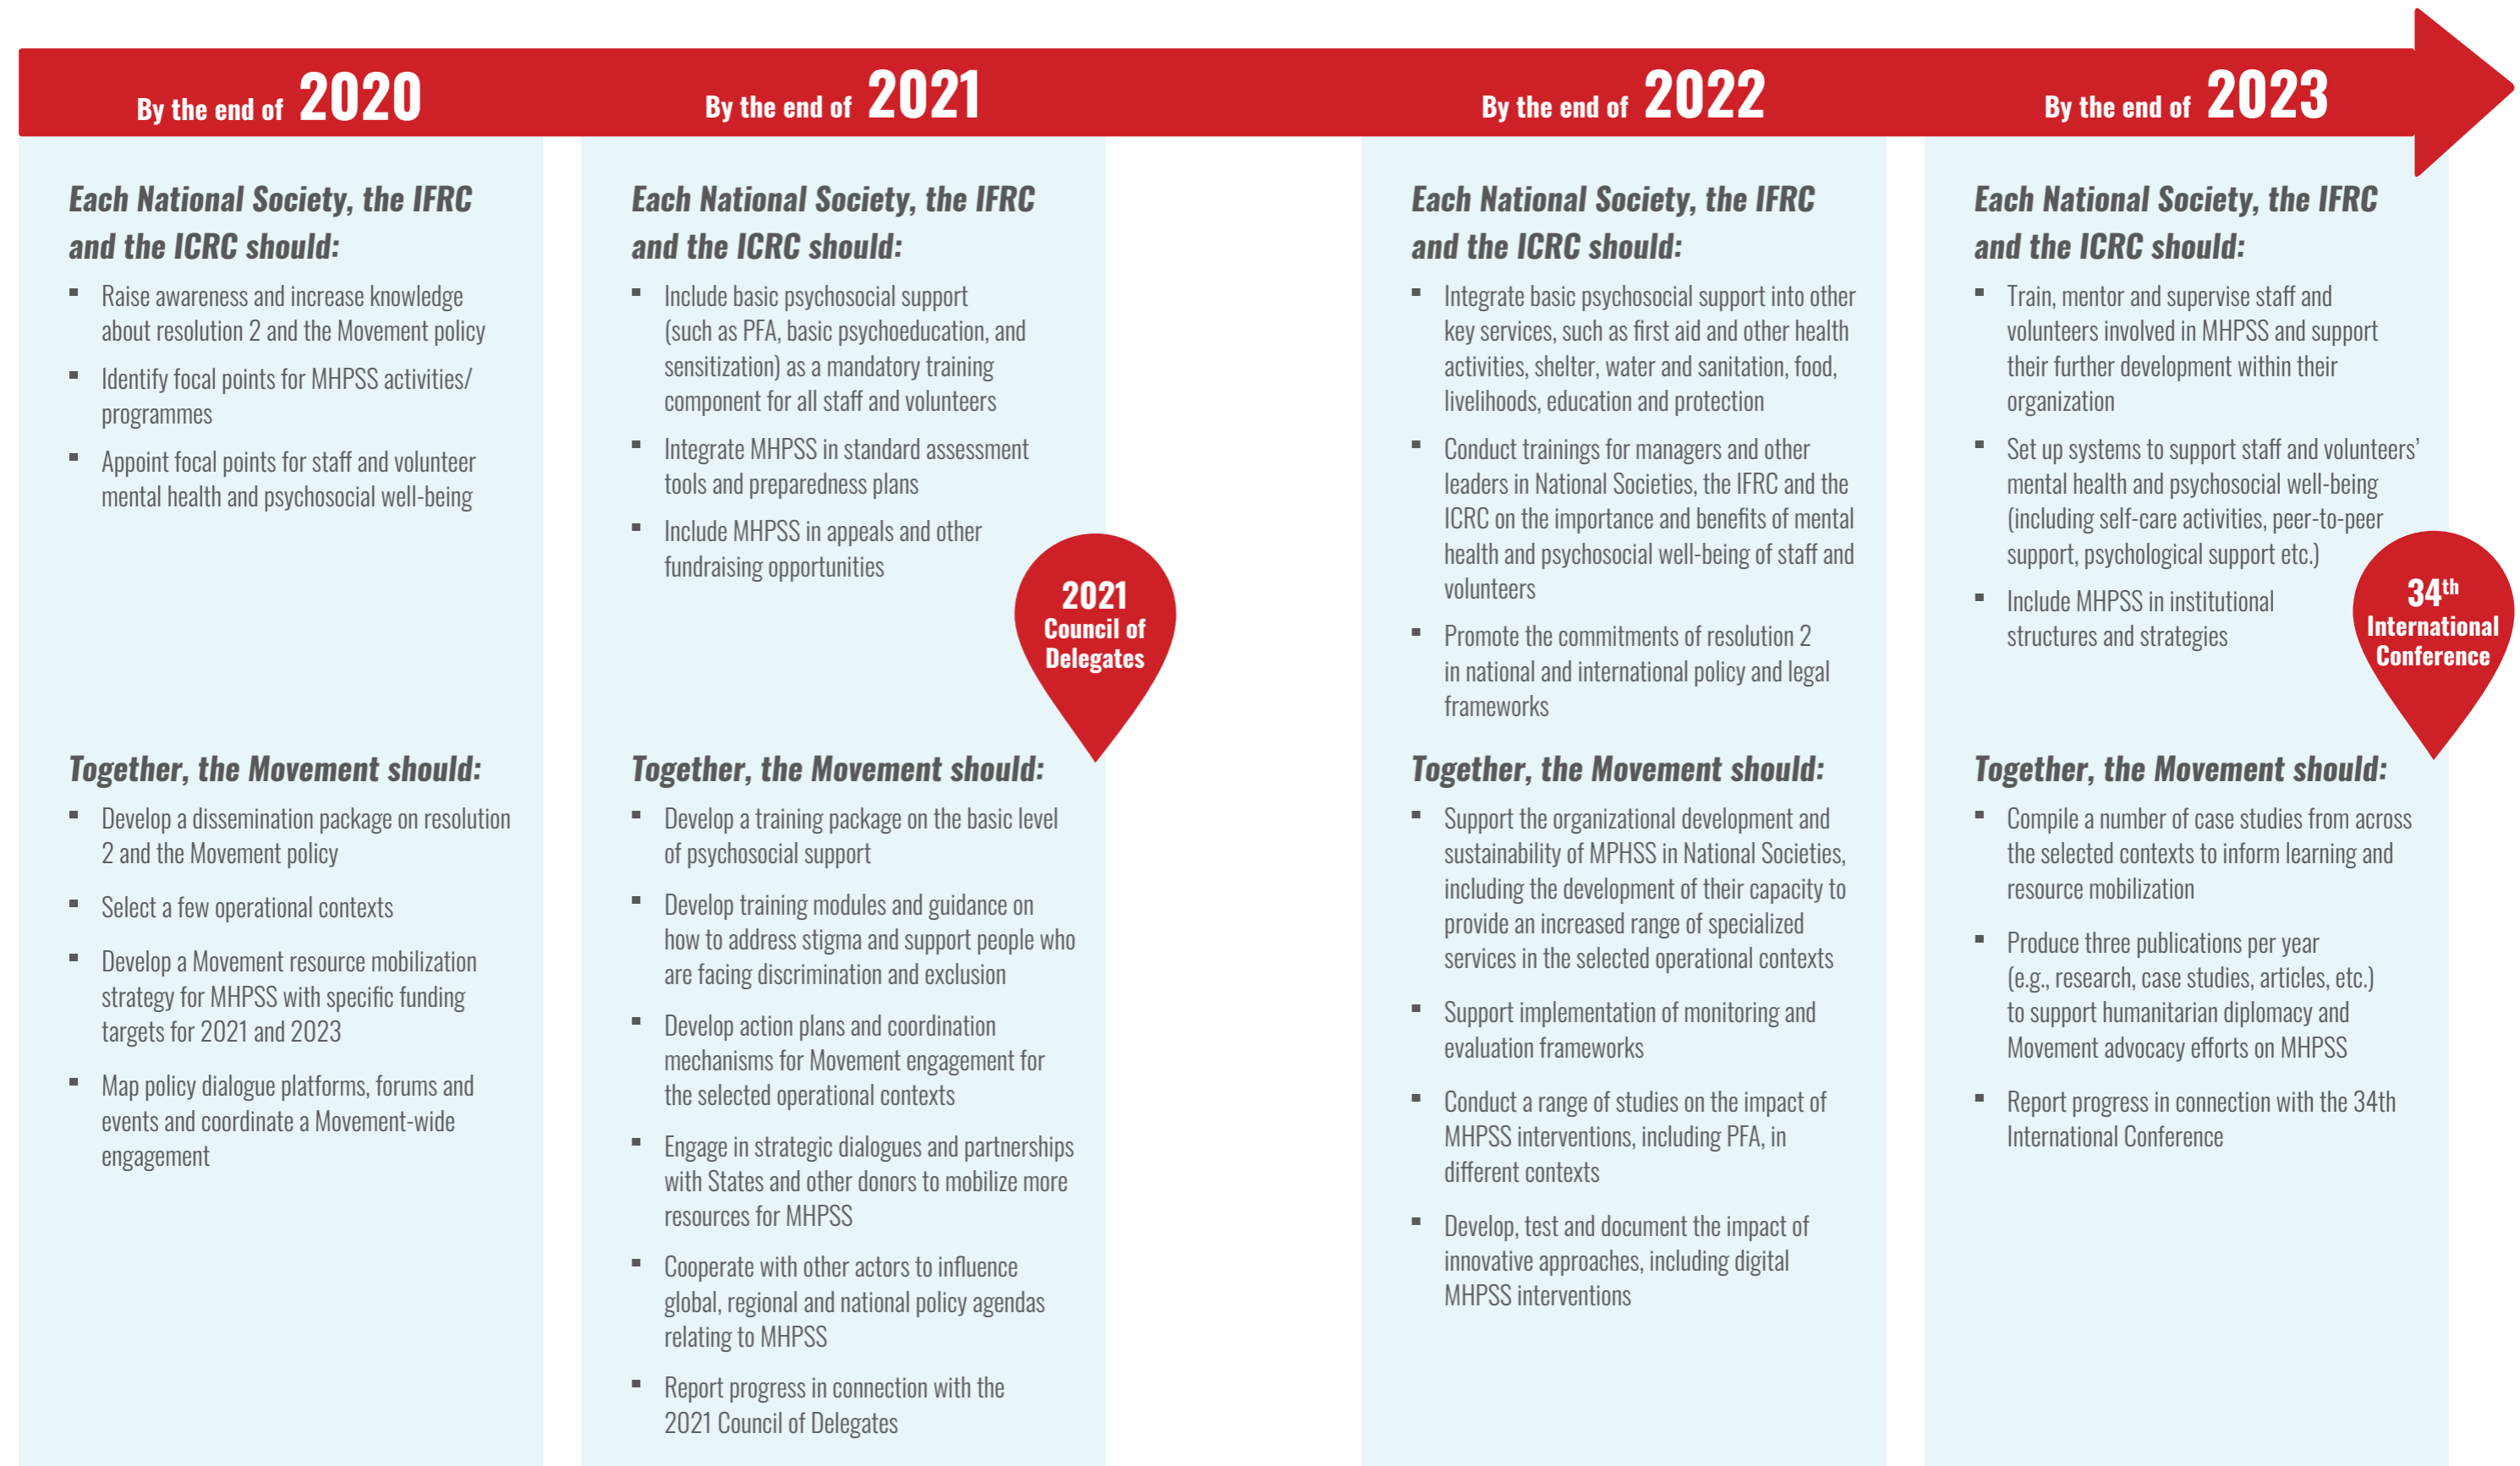 By the end of 2020
Each National Society, the IFRC
and the ICRC should:
Raise awareness and increase knowledge
about resolution 2 and the Movement policy
Identify focal points for MHPSS activities/
programmes
Appoint focal points for staff and volunteer
mental health and psychosocial well-being
Together, the Movement should:
Develop a dissemination package on resolution
2 and the Movement policy
Select a few operational contexts
Develop a Movement resource mobilization
strategy for MHPSS with specific funding
targets for 2021 and 2023
Map policy dialogue platforms, forums and
events and coordinate a Movement-wide
engagement
By the end of 2021
Each National Society, the IFRC
and the ICRC should:
Include basic psychosocial support
(such as PFA, basic psychoeducation, and
sensitization) as a mandatory training
component for all staff and volunteers
Integrate MHPSS in standard assessment
tools and preparedness plans
Include MHPSS in appeals and other
fundraising opportunities
2021
Council of
Delegates
Together, the Movement should:
Develop a training package on the basic level
of psychosocial support
Develop training modules and guidance on
how to address stigma and support people who
are facing discrimination and exclusion
Develop action plans and coordination
mechanisms for Movement engagement for
the selected operational contexts
Engage in strategic dialogues and partnerships
with States and other donors to mobilize more
resources for MHPSS
Cooperate with other actors to influence
global, regional and national policy agendas
relating to MHPSS
Report progress in connection with the
2021 Council of Delegates
By the end of 2022
Each National Society, the IFRC
and the ICRC should:
Integrate basic psychosocial support into other
key services, such as first aid and other health
activities, shelter, water and sanitation, food,
livelihoods, education and protection
Conduct trainings for managers and other
leaders in National Societies, the IFRC and the
ICRC on the importance and benefits of mental
health and psychosocial well-being of staff and
volunteers
Promote the commitments of resolution 2
in national and international policy and legal
frameworks
Together, the Movement should:
Support the organizational development and
sustainability of MPHSS in National Societies,
including the development of their capacity to
provide an increased range of specialized
services in the selected operational contexts
Support implementation of monitoring and
evaluation frameworks
Conduct a range of studies on the impact of
MHPSS interventions, including PFA, in
different contexts
Develop, test and document the impact of
innovative approaches, including digital
MHPSS interventions
By the end of 2023
Each National Society, the IFRC
and the ICRC should:
Train, mentor and supervise staff and
volunteers involved in MHPSS and support
their further development within their
organization
Set up systems to support staff and volunteers’
mental health and psychosocial well-being
(including self-care activities, peer-to-peer
support, psychological support etc.)
Include MHPSS in institutional
structures and strategies
34th
International
Conference
Together, the Movement should:
Compile a number of case studies from across
the selected contexts to inform learning and
resource mobilization
Produce three publications per year
(e.g., research, case studies, articles, etc.)
to support humanitarian diplomacy and
Movement advocacy efforts on MHPSS
Report progress in connection with the 34th
International Conference